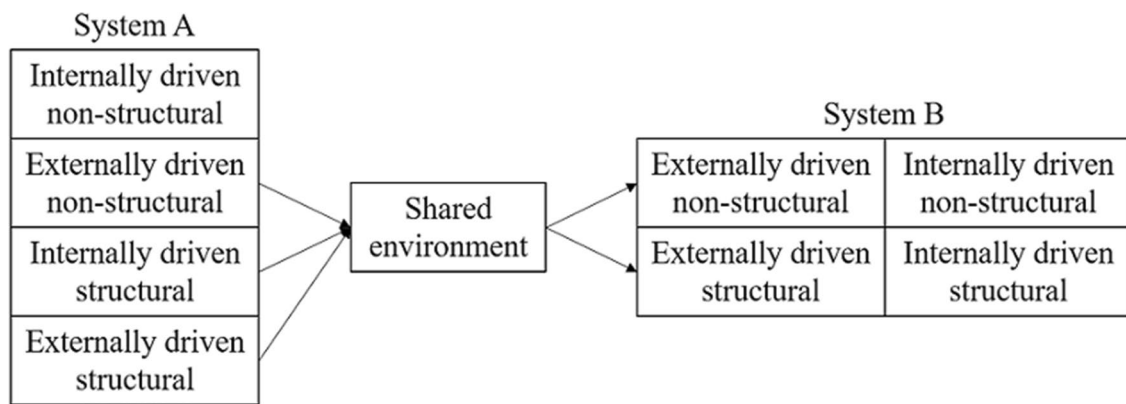 System A
Internally driven
non-structural
Externally driven
non-structural
Internally driven
structural
Externally driven
structural
Shared
environment
System B
Externally driven
non-structural
Internally driven
non-structural
Externally driven
structural
Internally driven
structural